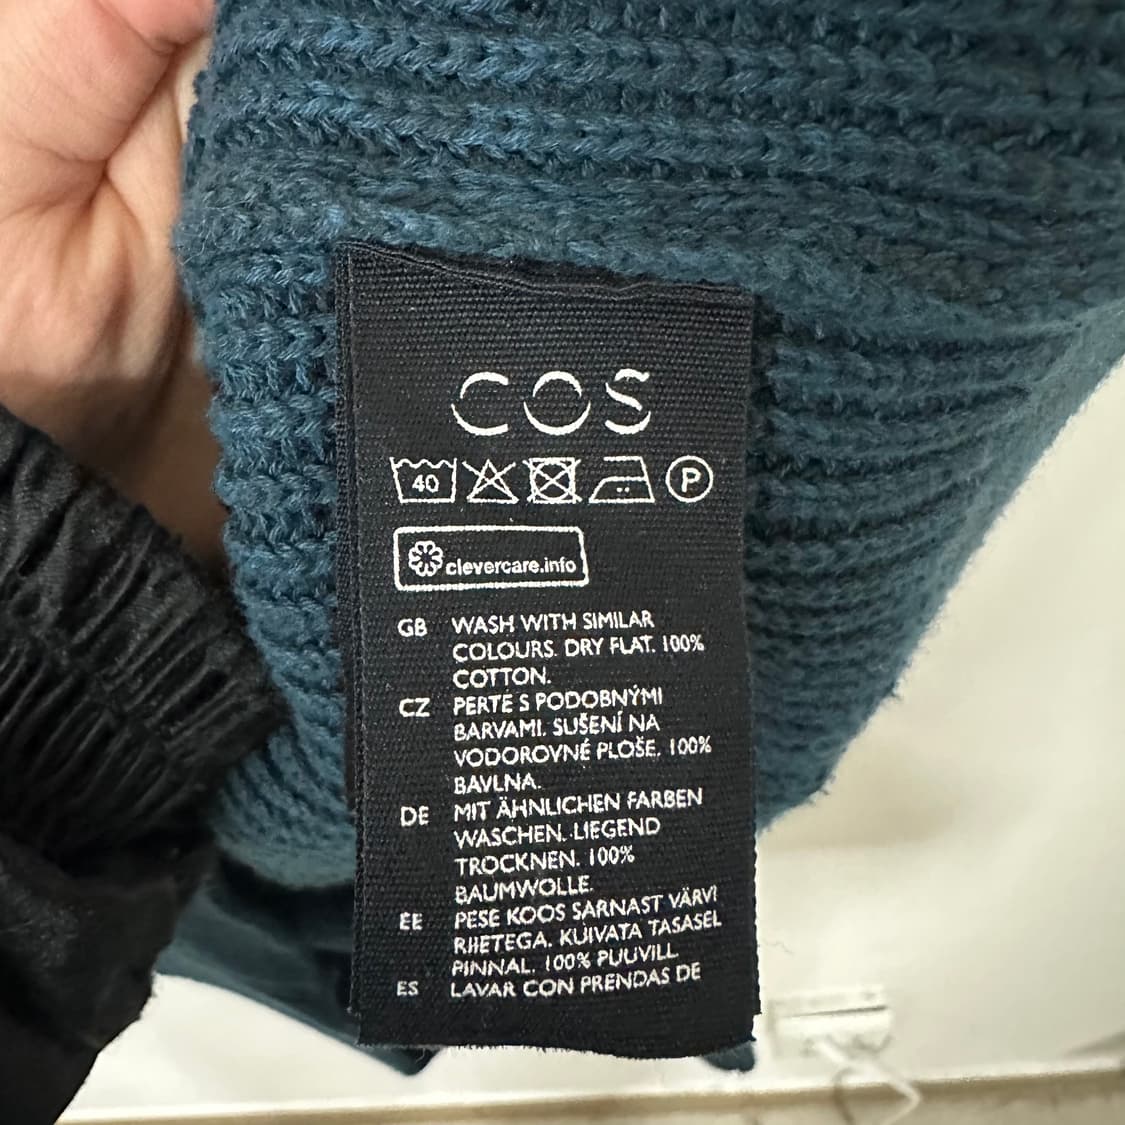 COS
40 P
clevercare.info
GB WASH WITH SIMILAR
COLOURS. DRY FLAT. 100%
COTTON.
CZ PERTE S PODOBNÝMI
BARVAMI. SUŠENÍ NA
VODOROVNÉ PLOŠE. 100%
BAVLNA.
DE MIT ÄHNLICHEN FARBEN
WASCHEN. LIEGEND
TROCKNEN. 100%
BAUMWOLLE.
EE PESE KOOS SARNAST VÄRVI
RIIETEGA. KUIVATA TASASEL
PINNAL. 100% PUUVILL
ES LAVAR CON PRENDAS DE